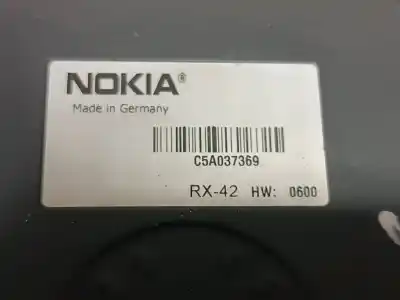 NOKIA®
Made in Germany
C5A037369
RX-42 HW: 0600